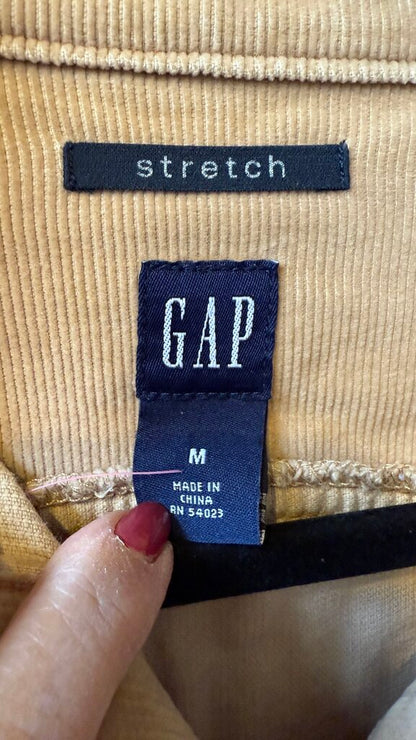 stretch
GAP
M
MADE IN
CHINA
RN 54023